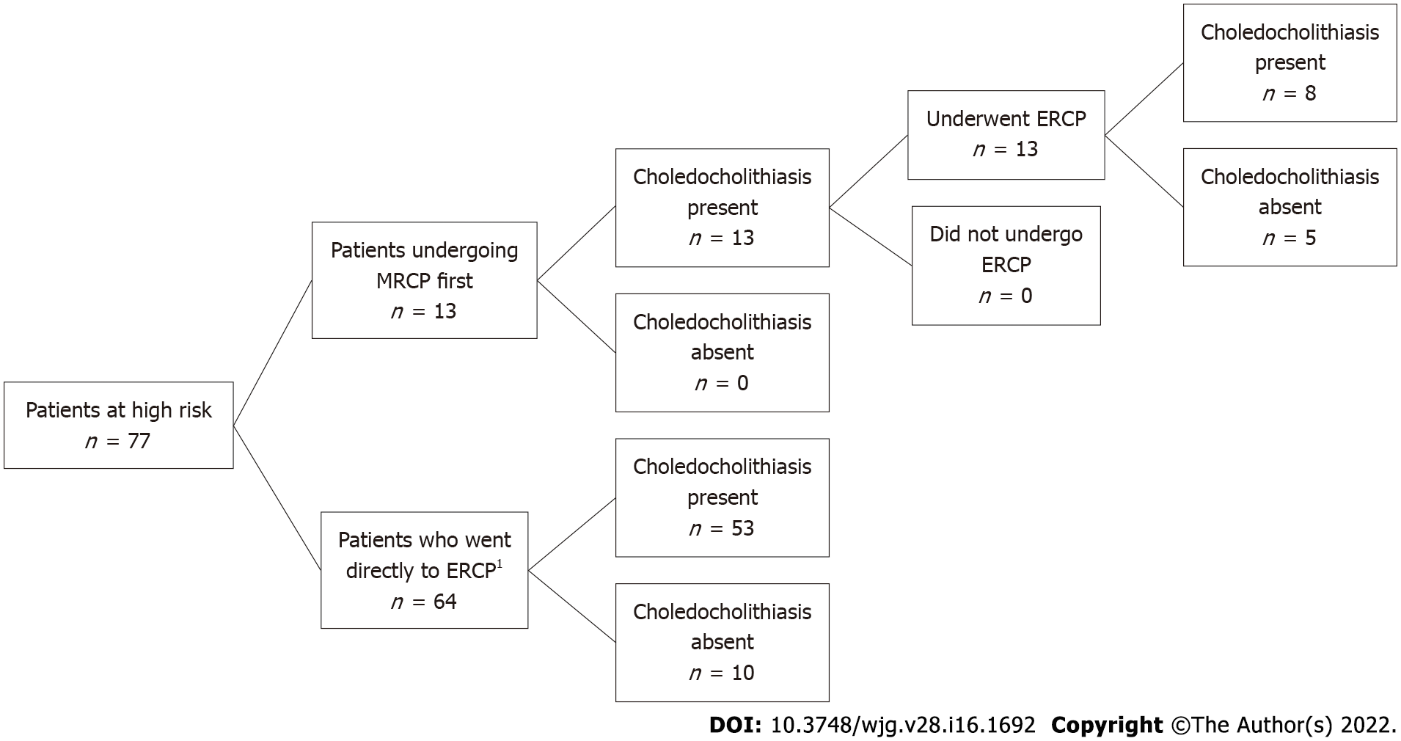 Patients at high risk
n = 77
Patients undergoing
MRCP first
n = 13
Patients who went
directly to ERCP¹
n = 64
Choledocholithiasis
present
n = 13
Choledocholithiasis
absent
n = 0
Choledocholithiasis
present
n = 53
Choledocholithiasis
absent
n = 10
Underwent ERCP
n = 13
Did not undergo
ERCP
n = 0
Choledocholithiasis
present
n = 8
Choledocholithiasis
absent
n = 5
DOI: 10.3748/wjg.v28.i16.1692 Copyright ©The Author(s) 2022.